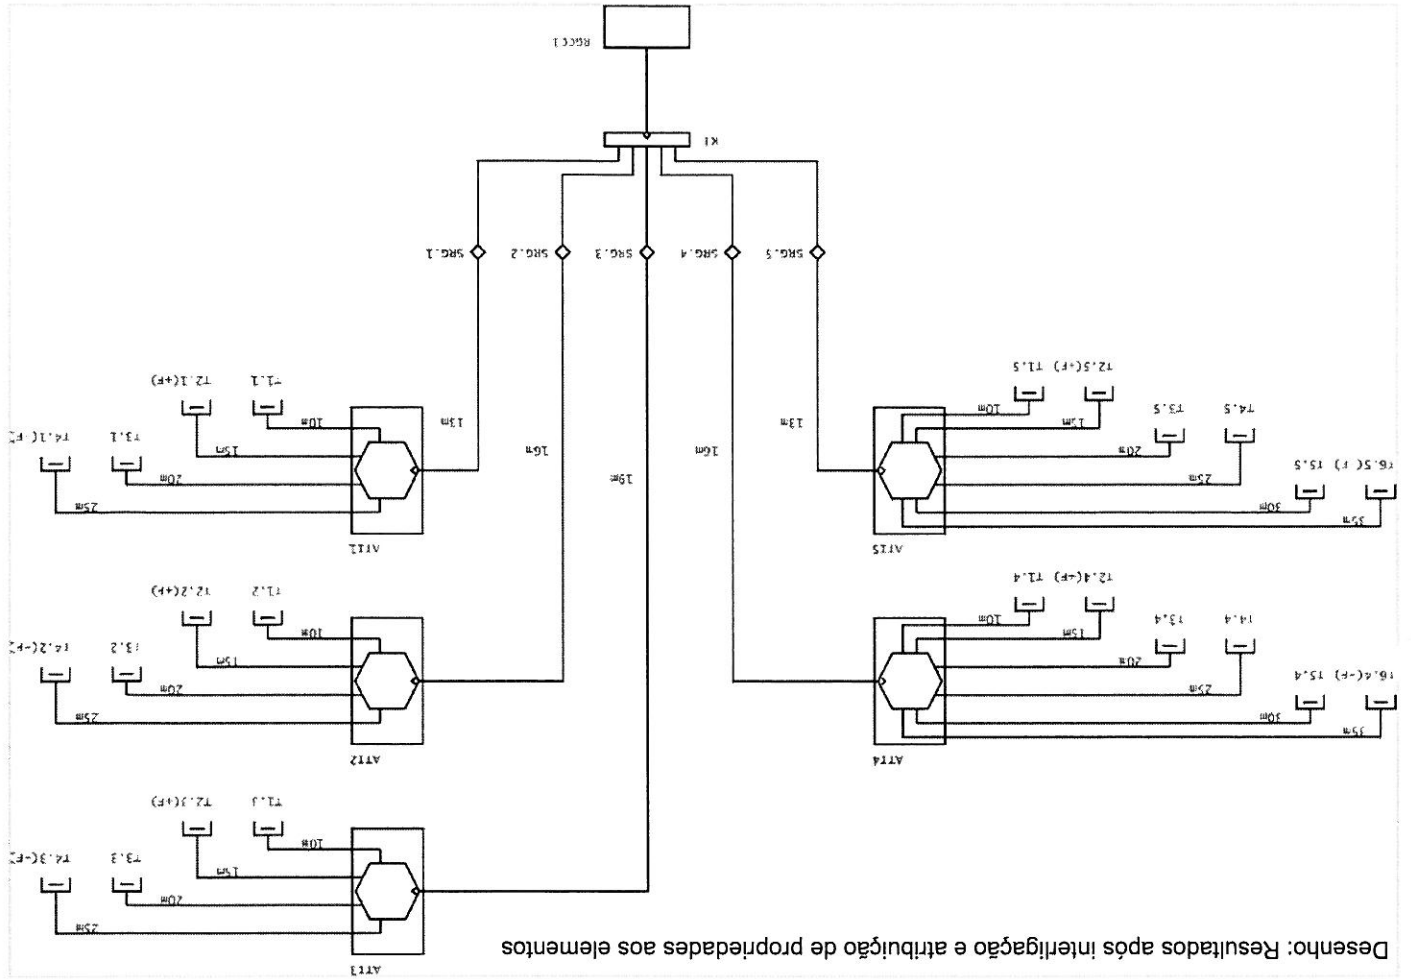 Desenho: Resultados após interligação e atribuição de propriedades aos elementos
ATI3
25m
20m
15m
10m
T3.3
T4.3(-F)
T1.3
T2.3(+F)
ATI4
35m
30m
25m
20m
15m
10m
T6.4(-F)
T5.4
T4.4
T3.4
T2.4(+F)
T1.4
ATI2
25m
20m
15m
10m
T3.2
T4.2(-F)
T1.2
T2.2(+F)
ATI5
35m
30m
25m
20m
15m
10m
T6.5( F)
T5.5
T4.5
T3.5
T2.5(+F)
T1.5
ATI1
25m
20m
15m
10m
T3.1
T4.1(-F)
T1.1
T2.1(+F)
13m
16m
19m
16m
13m
SRG.5
SRG.4
SRG.3
SRG.2
SRG.1
K1
RGCC1